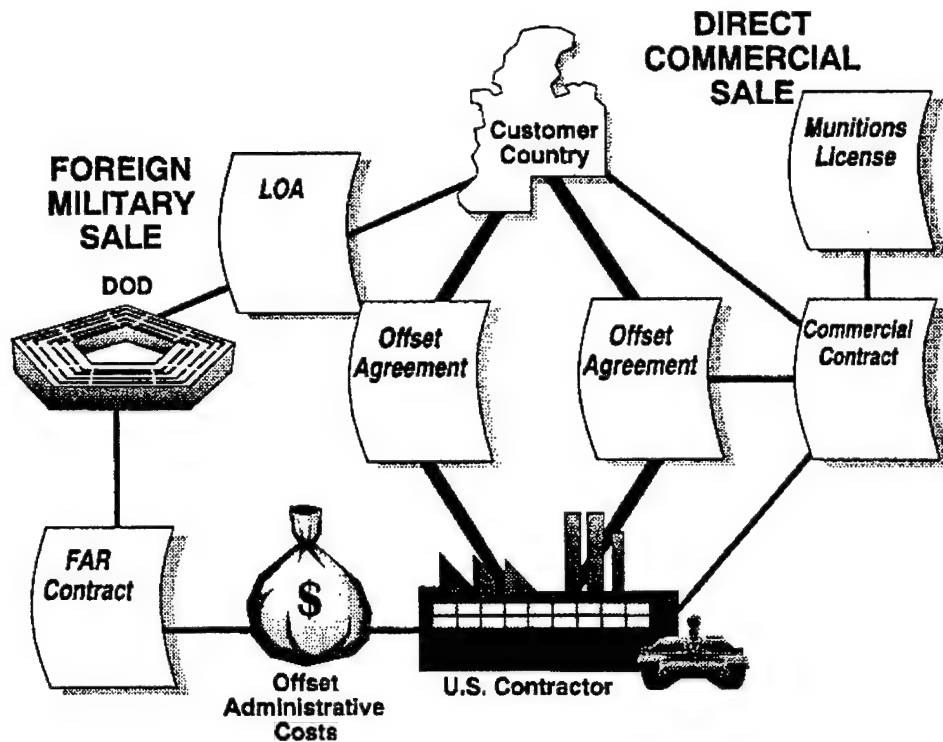 DIRECT
COMMERCIAL
SALE
Customer
Country
Munitions
License
FOREIGN
MILITARY
SALE
LOA
DOD
Offset
Agreement
Offset
Agreement
Commercial
Contract
FAR
Contract
$
Offset
Administrative
Costs
U.S. Contractor